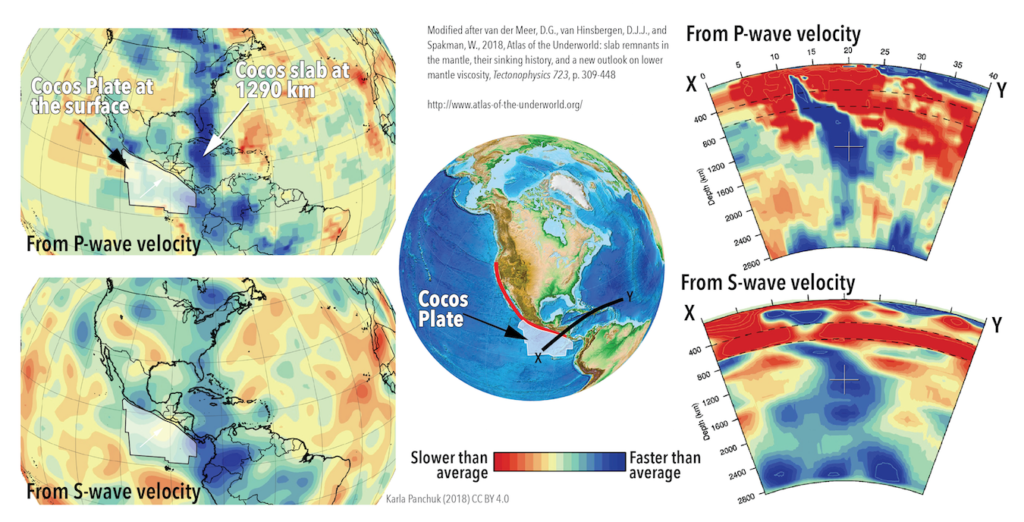 Cocos Plate at
the surface
Cocos slab at
1290 km
From P-wave velocity
From S-wave velocity
Modified after van der Meer, D.G., van Hinsbergen, D.J.J., and
Spakman, W., 2018, Atlas of the Underworld: slab remnants in
the mantle, their sinking history, and a new outlook on lower
mantle viscosity, Tectonophysics 723, p. 309-448
http://www.atlas-of-the-underworld.org/
Cocos
Plate
X
Y
Slower than
average
Faster than
average
Karla Panchuk (2018) CC BY 4.0
From P-wave velocity
X
0
5
10
15
20
25
30
35
40
Y
400
800
1200
1600
2000
2400
2800
Depth (km)
From S-wave velocity
X
Y
400
800
1200
1600
2000
2400
2800
Depth (km)